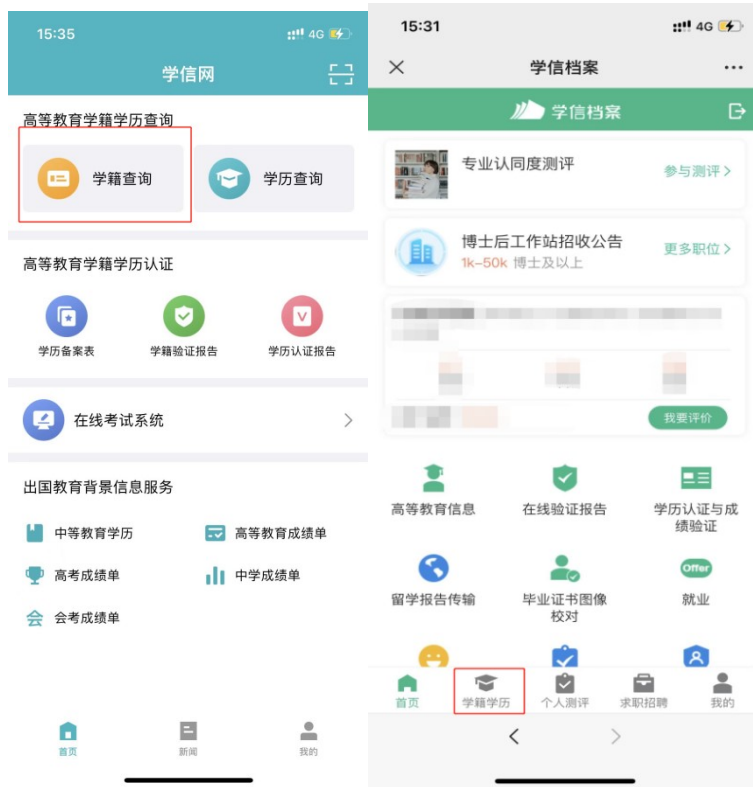 15:35
4G
学信网
高等教育学籍学历查询
学籍查询
学历查询
高等教育学籍学历认证
学历备案表
学籍验证报告
学历认证报告
在线考试系统
出国教育背景信息服务
中等教育学历
高等教育成绩单
高考成绩单
中学成绩单
会考成绩单
首页
新闻
我的
15:31
4G
学信档案
学信档案
专业认同度测评
参与测评
博士后工作站招收公告
1k-50k 博士及以上
更多职位
我要评价
高等教育信息
在线验证报告
学历认证与成
绩验证
留学报告传输
毕业证书图像
校对
Offer
就业
首页
学籍学历
个人测评
求职招聘
我的